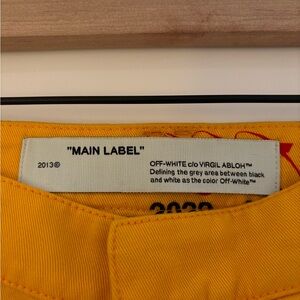 "MAIN LABEL"
2013©
OFF-WHITE c/o VIRGIL ABLOH™
Defining the grey area between black
and white as the color Off-White™